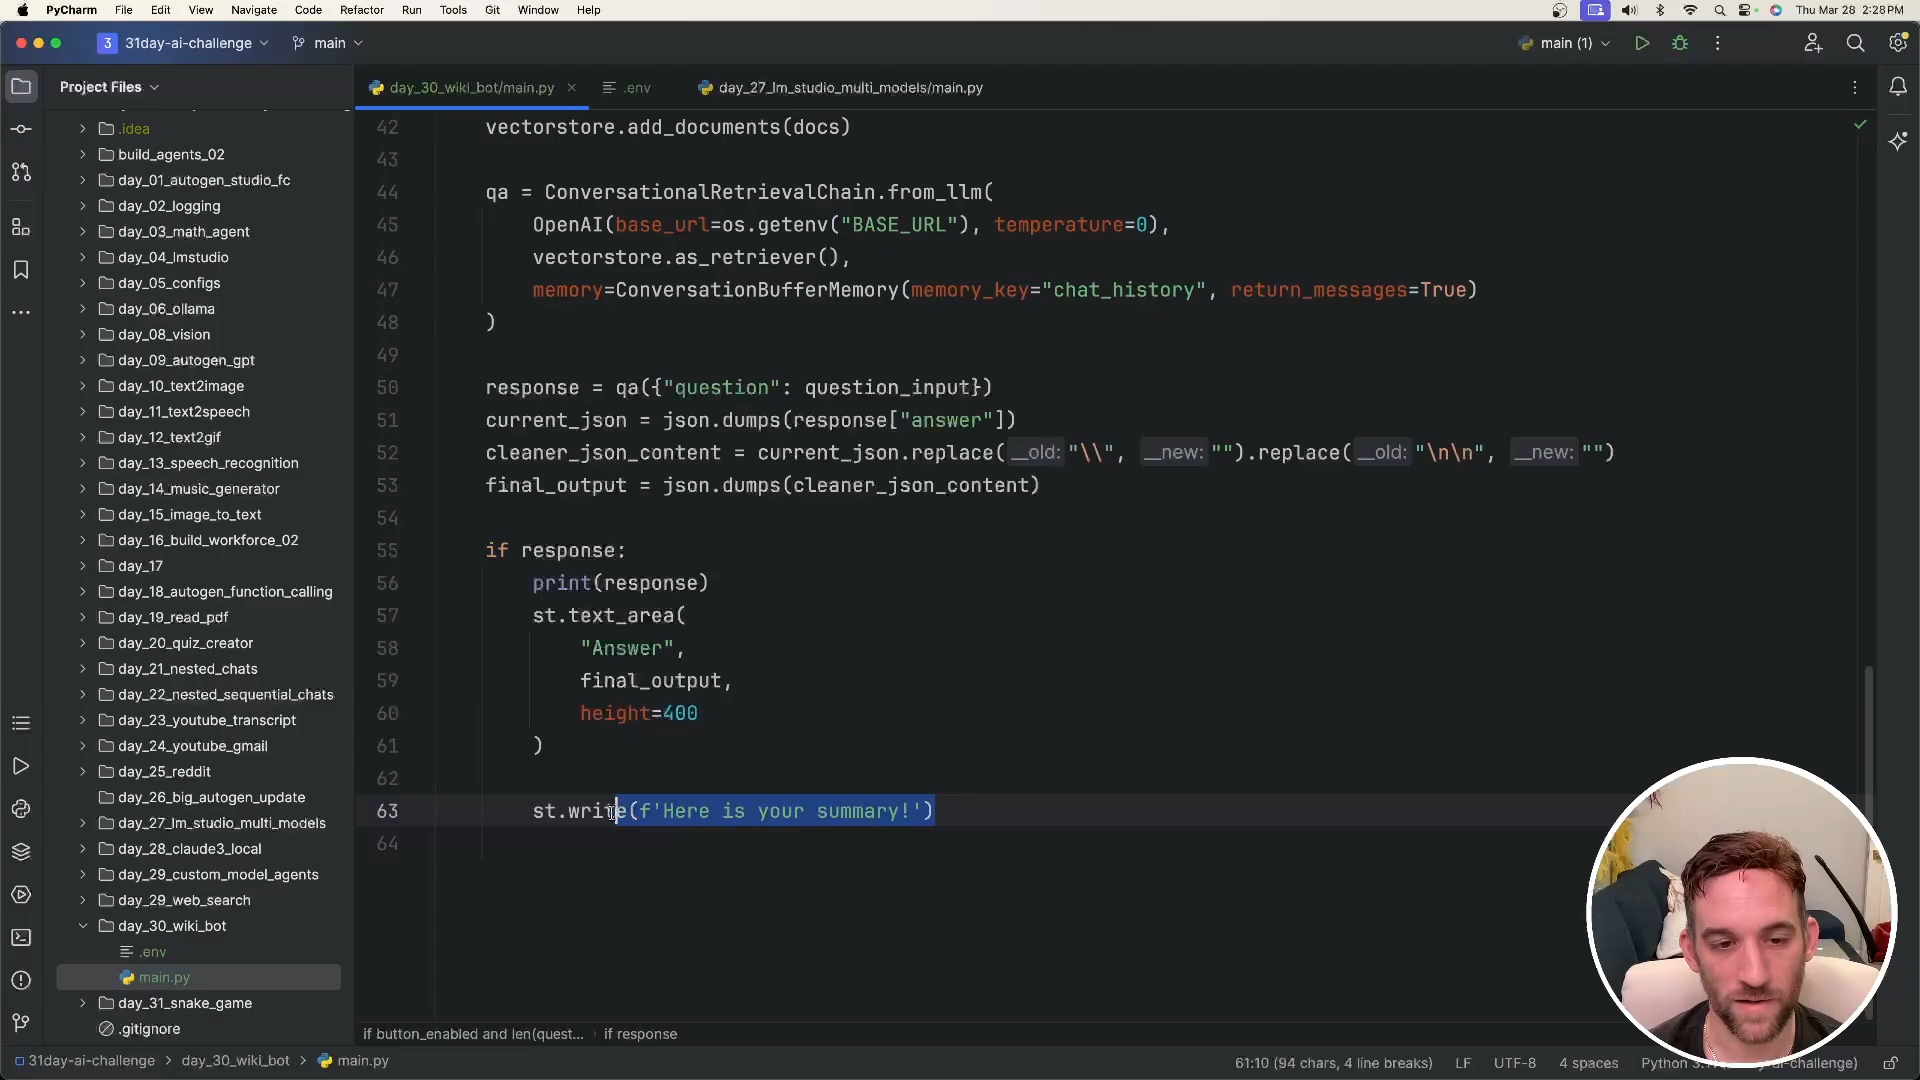 PyCharm File Edit View Navigate Code Refactor Run Tools Git Window Help Thu Mar 28 2:28 PM
3 31day-ai-challenge main main (1)
Project Files
day_30_wiki_bot/main.py .env day_27_lm_studio_multi_models/main.py
.idea
build_agents_02
day_01_autogen_studio_fc
day_02_logging
day_03_math_agent
day_04_lmstudio
day_05_configs
day_06_ollama
day_08_vision
day_09_autogen_gpt
day_10_text2image
day_11_text2speech
day_12_text2gif
day_13_speech_recognition
day_14_music_generator
day_15_image_to_text
day_16_build_workforce_02
day_17
day_18_autogen_function_calling
day_19_read_pdf
day_20_quiz_creator
day_21_nested_chats
day_22_nested_sequential_chats
day_23_youtube_transcript
day_24_youtube_gmail
day_25_reddit
day_26_big_autogen_update
day_27_lm_studio_multi_models
day_28_claude3_local
day_29_custom_model_agents
day_29_web_search
day_30_wiki_bot
.env
main.py
day_31_snake_game
.gitignore
42 vectorstore.add_documents(docs)
43
44 qa = ConversationalRetrievalChain.from_llm(
45 OpenAI(base_url=os.getenv("BASE_URL"), temperature=0),
46 vectorstore.as_retriever(),
47 memory=ConversationBufferMemory(memory_key="chat_history", return_messages=True)
48 )
49
50 response = qa({"question": question_input})
51 current_json = json.dumps(response["answer"])
52 cleaner_json_content = current_json.replace(__old: "\\", __new: "").replace(__old: "\n\n", __new: "")
53 final_output = json.dumps(cleaner_json_content)
54
55 if response:
56 print(response)
57 st.text_area(
58 "Answer",
59 final_output,
60 height=400
61 )
62
63 st.write(f'Here is your summary!')
64
if button_enabled and len(quest... if response
31day-ai-challenge day_30_wiki_bot main.py 61:10 (94 chars, 4 line breaks) LF UTF-8 4 spaces Python ai-challenge)